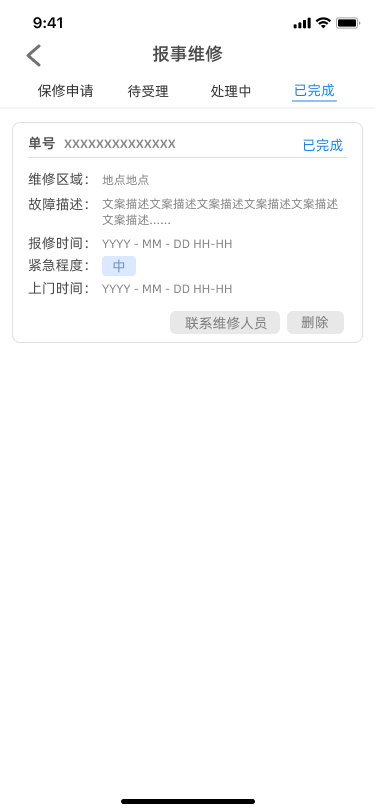 9:41
报事维修
保修申请 待受理 处理中 已完成
单号 XXXXXXXXXXXXXX 已完成
维修区域： 地点地点
故障描述： 文案描述文案描述文案描述文案描述文案描述
文案描述......
报修时间： YYYY - MM - DD HH-HH
紧急程度： 中
上门时间： YYYY - MM - DD HH-HH
联系维修人员 删除